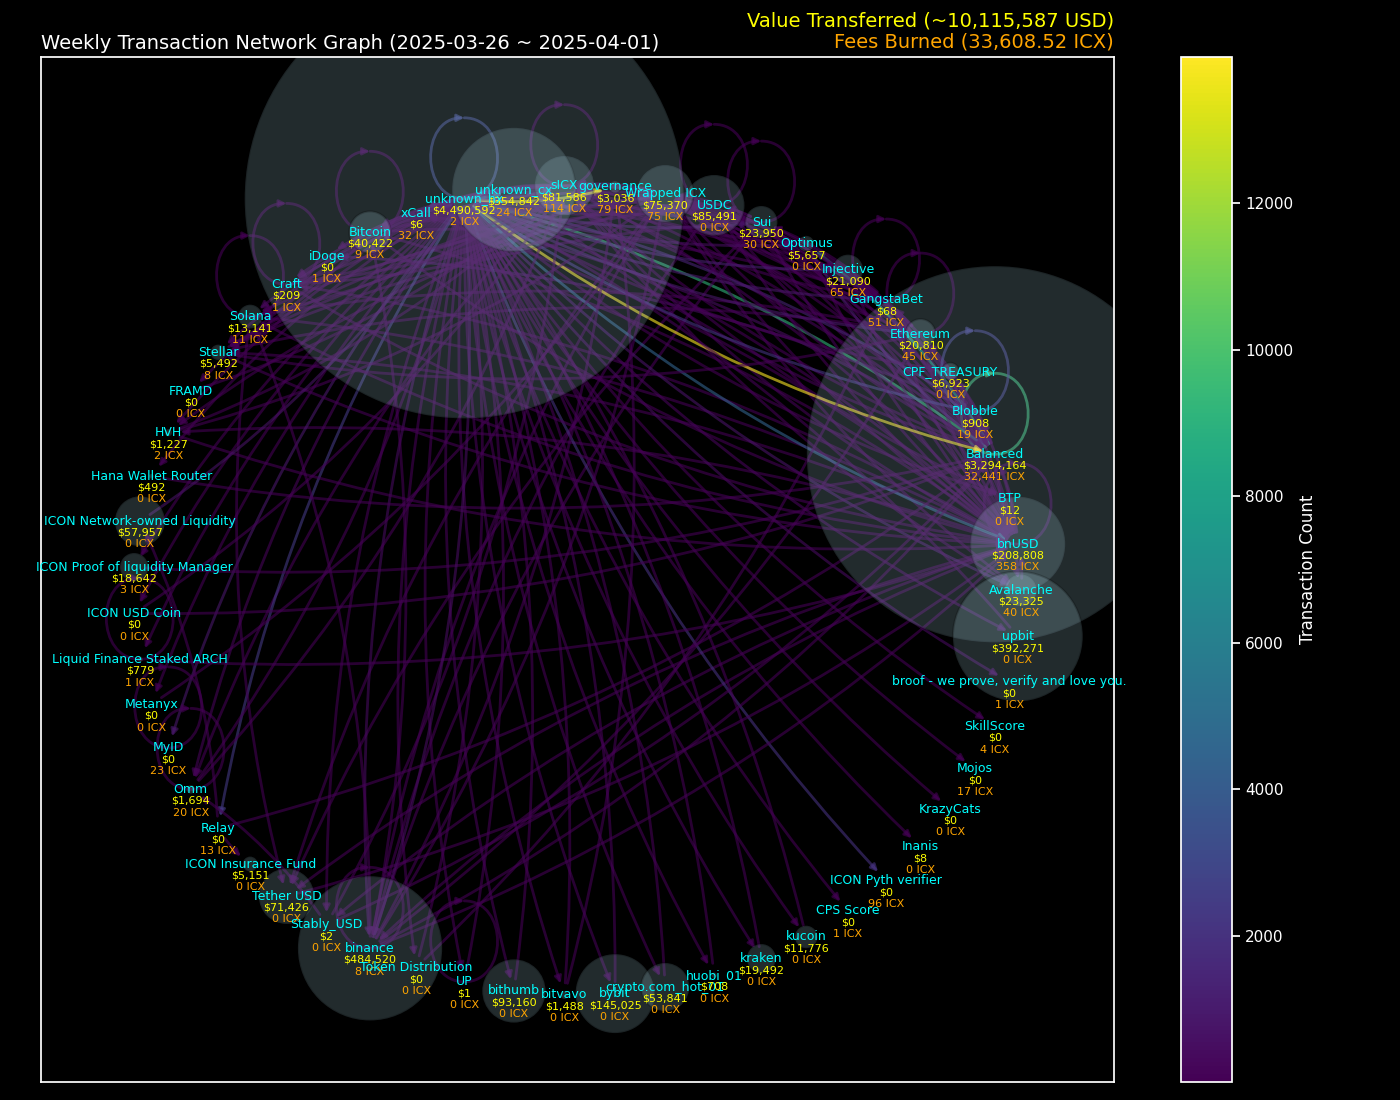 Value Transferred (~10,115,587 USD)
Weekly Transaction Network Graph (2025-03-26 ~ 2025-04-01)
Fees Burned (33,608.52 ICX)
unknown_cx
$954,842
24 ICX
sICX
$81,586
114 ICX
governance
$3,036
79 ICX
Wrapped ICX
$75,370
75 ICX
$4,490,592
2 ICX
USDC
$85,491
0 ICX
xCall
$6
32 ICX
Sui
$23,950
30 ICX
Bitcoin
$40,422
9 ICX
Optimus
$5,657
0 ICX
iDoge
$0
1 ICX
Injective
$21,090
65 ICX
Craft
$209
1 ICX
GangstaBet
$68
51 ICX
Solana
$13,141
11 ICX
Ethereum
$20,810
45 ICX
Stellar
$5,492
8 ICX
CPF_TREASURY
$6,923
0 ICX
FRAMD
$0
0 ICX
Blobble
$908
19 ICX
HVH
$1,227
2 ICX
Balanced
$3,294,164
32,441 ICX
Hana Wallet Router
$492
0 ICX
BTP
$12
0 ICX
ICON Network-owned Liquidity
$57,957
0 ICX
bnUSD
$208,808
358 ICX
ICON Proof of liquidity Manager
$18,642
3 ICX
Avalanche
$23,325
40 ICX
ICON USD Coin
$0
0 ICX
upbit
$392,271
0 ICX
Liquid Finance Staked ARCH
$779
1 ICX
broof - we prove, verify and love you.
$0
1 ICX
Metanyx
$0
0 ICX
SkillScore
$0
4 ICX
MyID
$0
23 ICX
Mojos
$0
17 ICX
Omm
$1,694
20 ICX
KrazyCats
$0
0 ICX
Relay
$0
13 ICX
Inanis
$8
0 ICX
ICON Insurance Fund
$5,151
0 ICX
ICON Pyth verifier
$0
96 ICX
Tether USD
$71,426
0 ICX
CPS Score
$0
1 ICX
Stably_USD
$2
0 ICX
kucoin
$11,776
0 ICX
binance
$484,520
8 ICX
kraken
$19,492
0 ICX
Token Distribution
$0
0 ICX
huobi_01
$708
0 ICX
UP
$1
0 ICX
crypto.com_hot_01
$53,841
0 ICX
bithumb
$93,160
0 ICX
bybit
$145,025
0 ICX
bitvavo
$1,488
0 ICX
12000
10000
8000
6000
4000
2000
Transaction Count